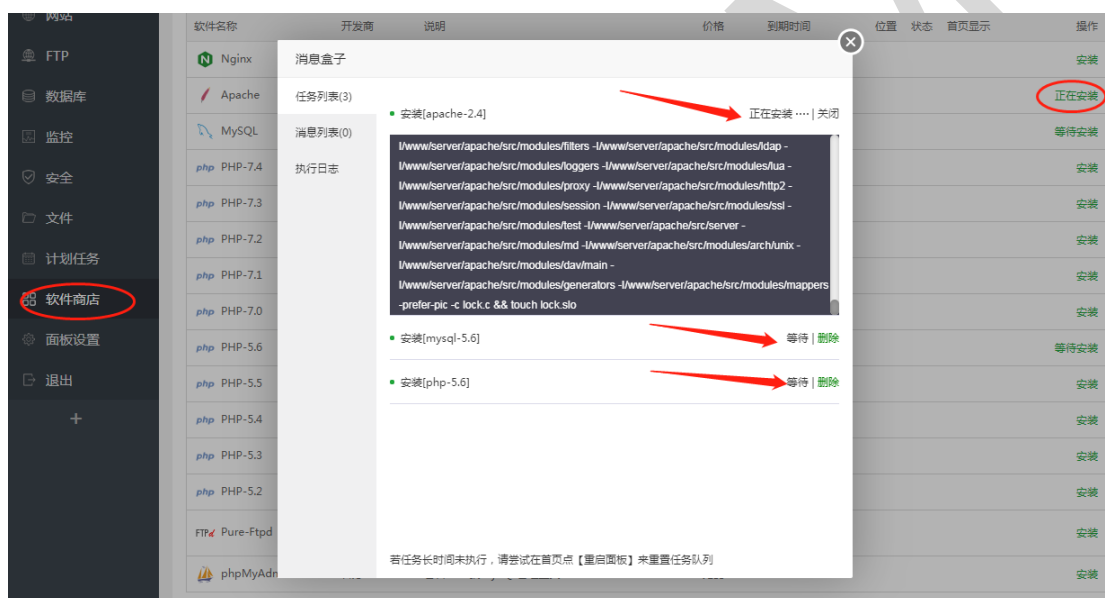 网站
FTP
数据库
监控
安全
文件
计划任务
软件商店
面板设置
退出
+
软件名称 开发商 说明 价格 到期时间 位置 状态 首页显示 操作
Nginx 安装
Apache 正在安装
MySQL 等待安装
php PHP-7.4 安装
php PHP-7.3 安装
php PHP-7.2 安装
php PHP-7.1 安装
php PHP-7.0 安装
php PHP-5.6 等待安装
php PHP-5.5 安装
php PHP-5.4 安装
php PHP-5.3 安装
php PHP-5.2 安装
FTP Pure-Ftpd 安装
phpMyAdn 安装
消息盒子
任务列表(3)
消息列表(0)
执行日志
安装[apache-2.4] 正在安装 ···· | 关闭
I/www/server/apache/src/modules/filters -I/www/server/apache/src/modules/ldap -
I/www/server/apache/src/modules/loggers -I/www/server/apache/src/modules/lua -
I/www/server/apache/src/modules/proxy -I/www/server/apache/src/modules/http2 -
I/www/server/apache/src/modules/session -I/www/server/apache/src/modules/ssl -
I/www/server/apache/src/modules/test -I/www/server/apache/src/server -
I/www/server/apache/src/modules/md -I/www/server/apache/src/modules/arch/unix -
I/www/server/apache/src/modules/dav/main -
I/www/server/apache/src/modules/generators -I/www/server/apache/src/modules/mappers
-prefer-pic -c lock.c && touch lock.slo
安装[mysql-5.6] 等待 | 删除
安装[php-5.6] 等待 | 删除
若任务长时间未执行，请尝试在首页点【重启面板】来重置任务队列